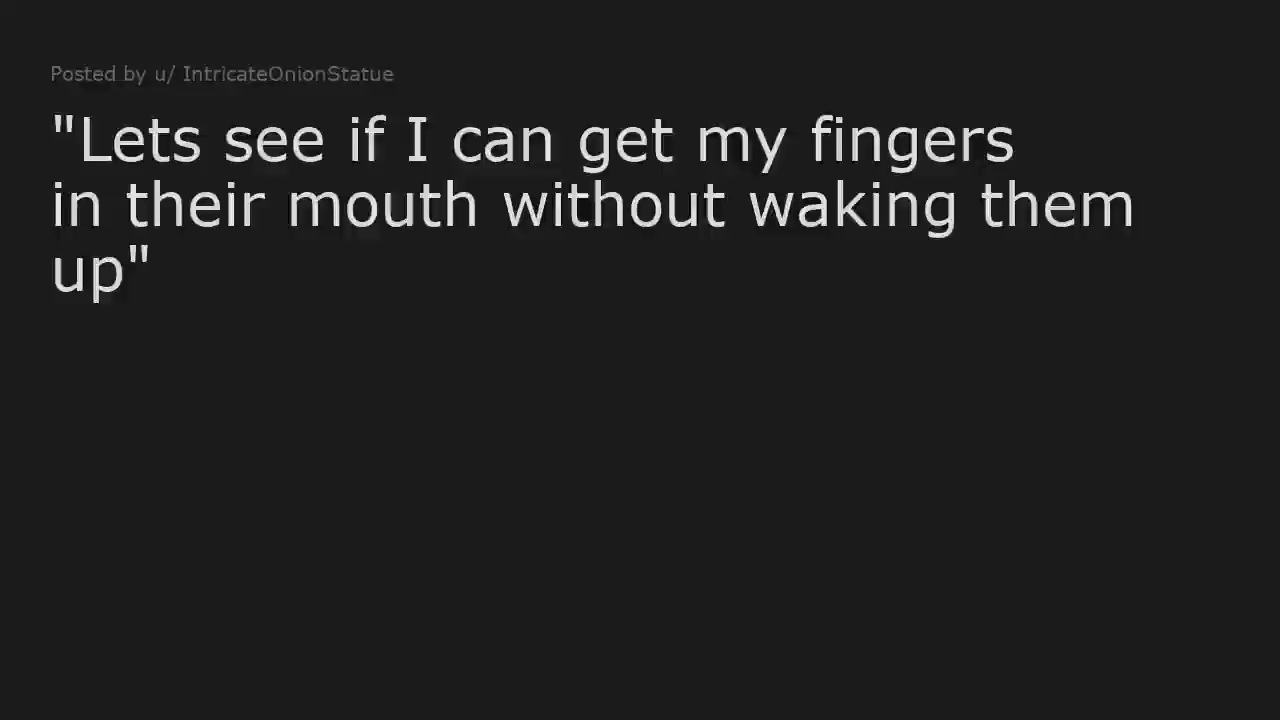 Posted by u/ IntricateOnionStatue
"Lets see if I can get my fingers
in their mouth without waking them
up"